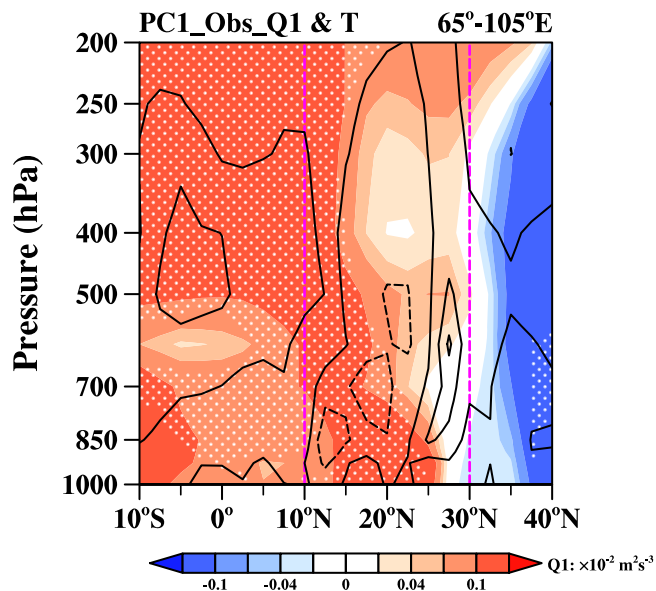 PC1_Obs_Q1 & T 65°-105°E
200
250
300
400
500
700
850
1000
Pressure (hPa)
10°S 0° 10°N 20°N 30°N 40°N
-0.1 -0.04 0 0.04 0.1
Q1: ×10⁻² m²s⁻³